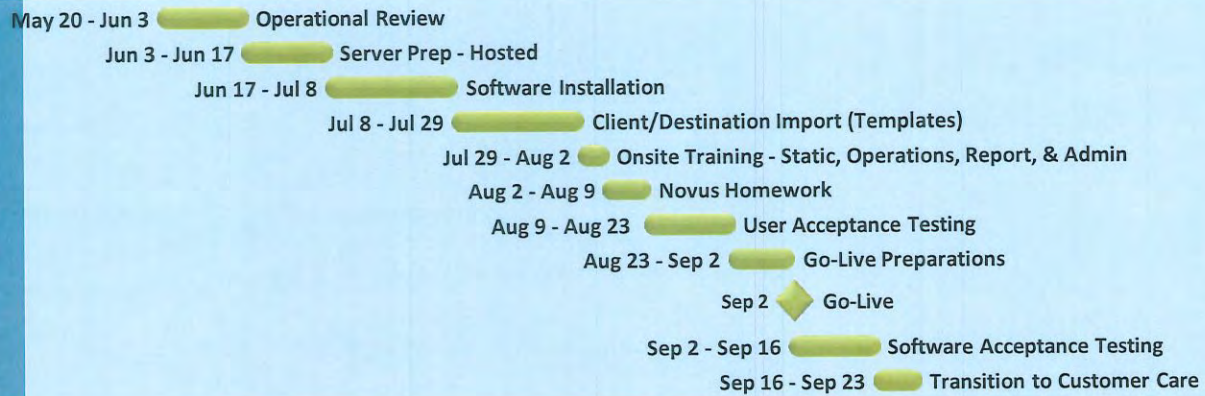 May 20 - Jun 3 Operational Review
Jun 3 - Jun 17 Server Prep - Hosted
Jun 17 - Jul 8 Software Installation
Jul 8 - Jul 29 Client/Destination Import (Templates)
Jul 29 - Aug 2 Onsite Training - Static, Operations, Report, & Admin
Aug 2 - Aug 9 Novus Homework
Aug 9 - Aug 23 User Acceptance Testing
Aug 23 - Sep 2 Go-Live Preparations
Sep 2 Go-Live
Sep 2 - Sep 16 Software Acceptance Testing
Sep 16 - Sep 23 Transition to Customer Care